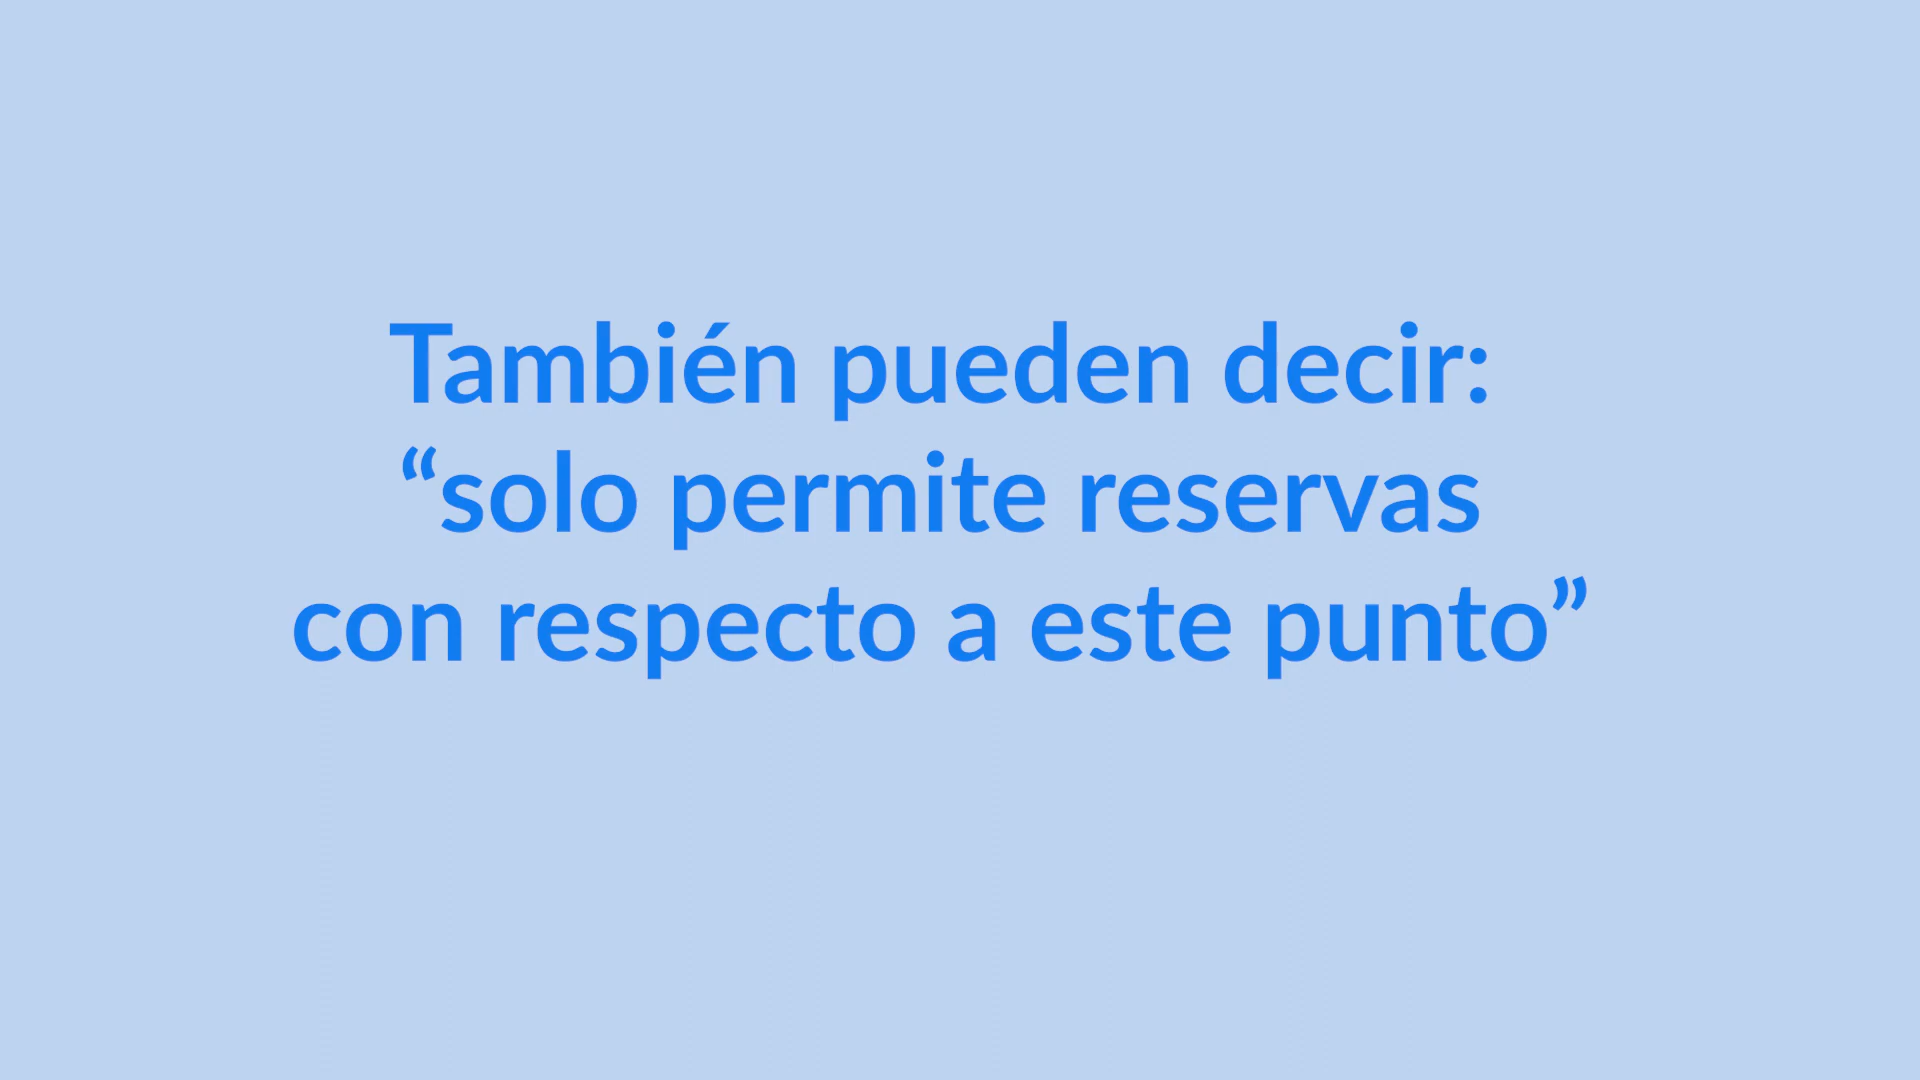 También pueden decir:
“solo permite reservas
con respecto a este punto”